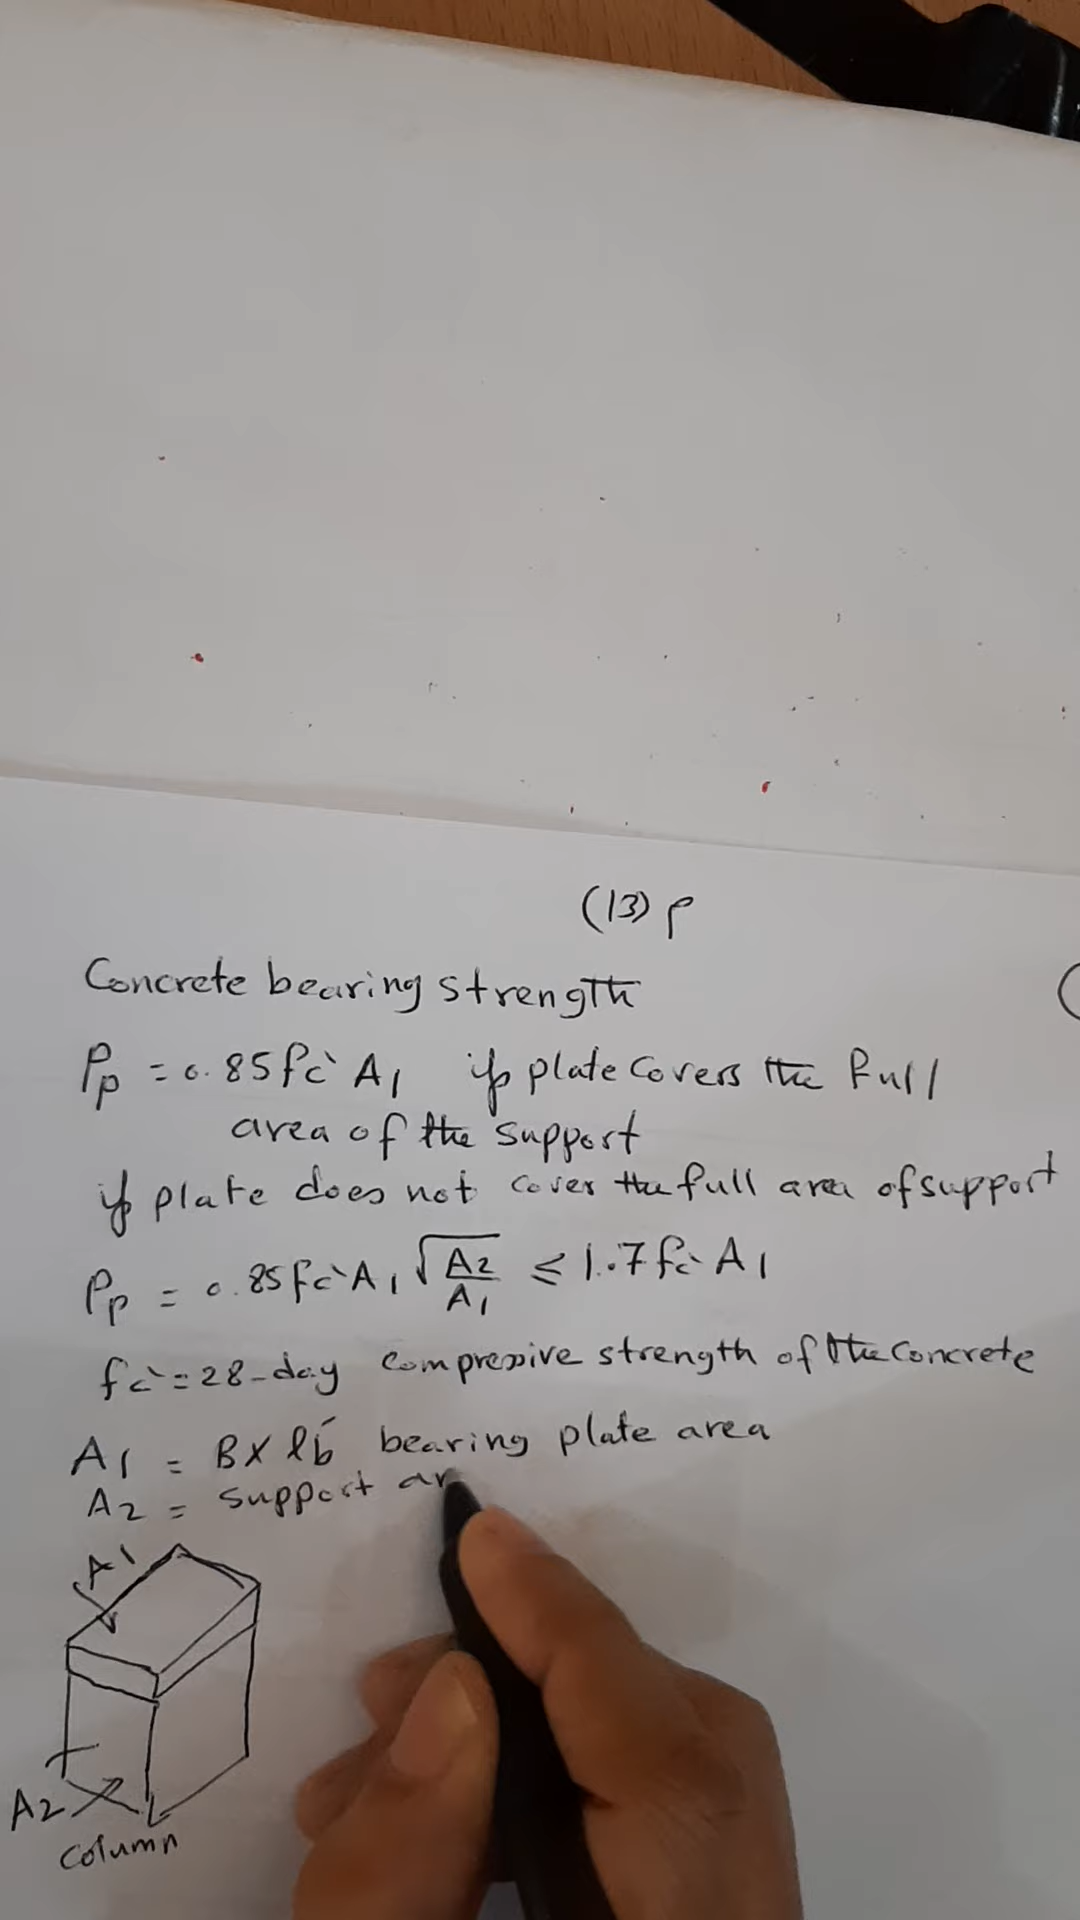 (13) p
Concrete bearing strength
Pp = 0.85 fc' A1 if plate covers the full
area of the support
if plate does not cover the full area of support
Pp = 0.85 fc' A1 √(A2/A1) ≤ 1.7 fc' A1
fc' = 28-day compressive strength of the concrete
A1 = B x lb bearing plate area
A2 = support ar
A1
A2
Column